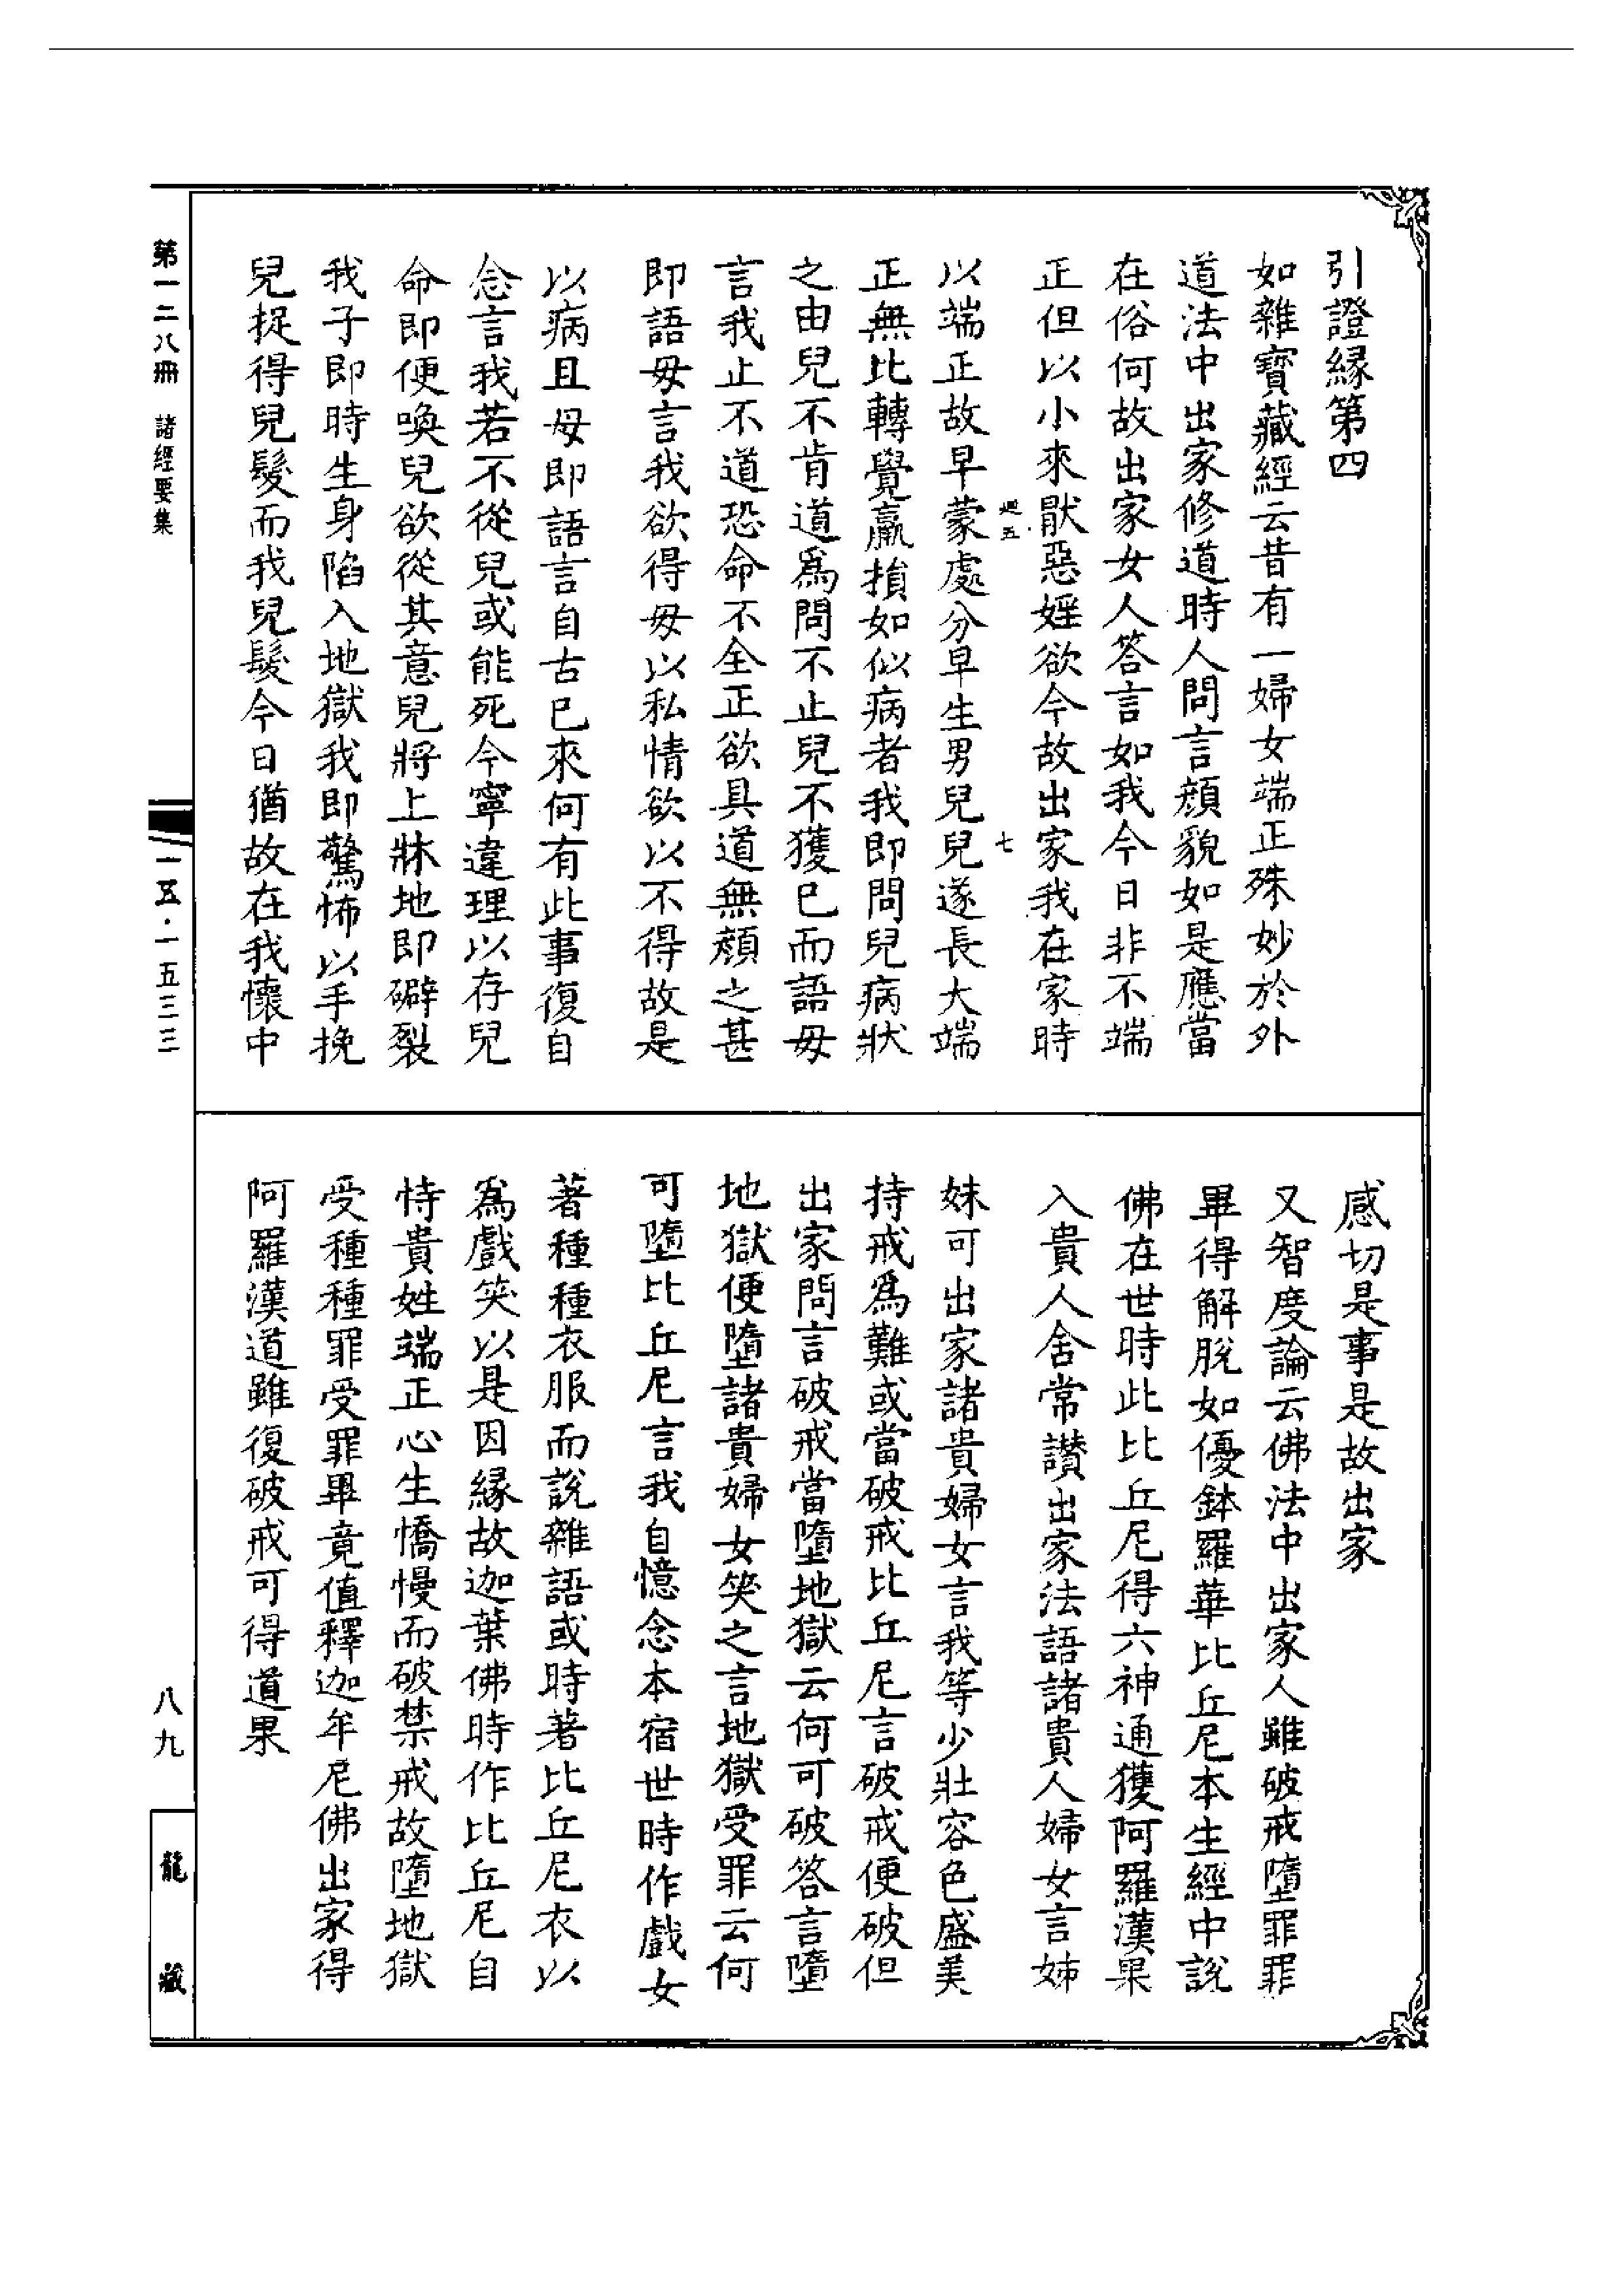 引證緣第四
如雜寶藏經云昔有一婦女端正殊妙於外
道法中出家修道時人問言顏貌如是應當
在俗何故出家女人答言如我今日非不端
正但以小來猒惡婬欲今故出家我在家時
以端正故早蒙處分早生男兒兒遂長大端
正無比轉覺羸損如似病者我即問兒病狀
之由兒不肯道爲問不止兒不獲已而語母
言我止不道恐命不全正欲具道無顏之甚
即語母言我欲得母以私情欲以不得故是
以病且母即語言自古已來何有此事復自
念言我若不從兒或能死今寧違理以存兒
命即便喚兒欲從其意兒將上牀地即礔裂
我子即時生身陷入地獄我即驚怖以手挽
兒捉得兒髮而我兒髮今日猶故在我懷中
感切是事是故出家
又智度論云佛法中出家人雖破戒墮罪罪
畢得解脫如優鉢羅華比丘尼本生經中說
佛在世時此比丘尼得六神通獲阿羅漢果
入貴人舍常讚出家法語諸貴人婦女言姊
妹可出家諸貴婦女言我等少壯容色盛美
持戒爲難或當破戒比丘尼言破戒便破但
出家問言破戒當墮地獄云何可破答言墮
地獄便墮諸貴婦女笑之言地獄受罪云何
可墮比丘尼言我自憶念本宿世時作戲女
著種種衣服而說雜語或時著比丘尼衣以
爲戲笑以是因緣故迦葉佛時作比丘尼自
恃貴姓端正心生憍慢而破禁戒故墮地獄
受種種罪受罪畢竟值釋迦牟尼佛出家得
阿羅漢道雖復破戒可得道果
五
七
第一二八冊 諸經要集
一五·一五三三
八九
龍藏